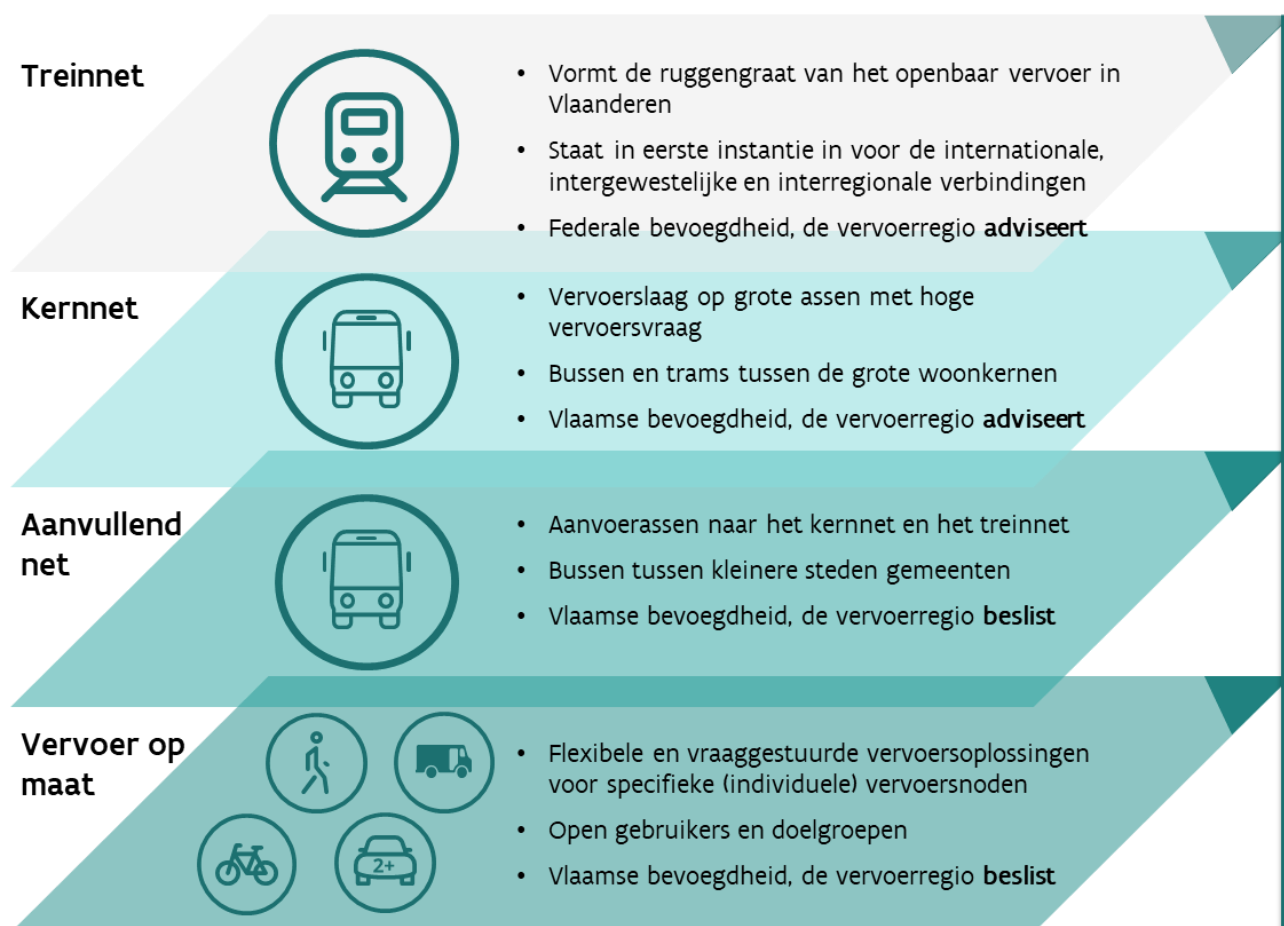 Treinnet
• Vormt de ruggengraat van het openbaar vervoer in
Vlaanderen
• Staat in eerste instantie in voor de internationale,
intergewestelijke en interregionale verbindingen
• Federale bevoegdheid, de vervoerregio adviseert
Kernnet
• Vervoerslaag op grote assen met hoge
vervoersvraag
• Bussen en trams tussen de grote woonkernen
• Vlaamse bevoegdheid, de vervoerregio adviseert
Aanvullend
net
• Aanvoerassen naar het kernnet en het treinnet
• Bussen tussen kleinere steden gemeenten
• Vlaamse bevoegdheid, de vervoerregio beslist
Vervoer op
maat
2+
• Flexibele en vraaggestuurde vervoersoplossingen
voor specifieke (individuele) vervoersnoden
• Open gebruikers en doelgroepen
• Vlaamse bevoegdheid, de vervoerregio beslist